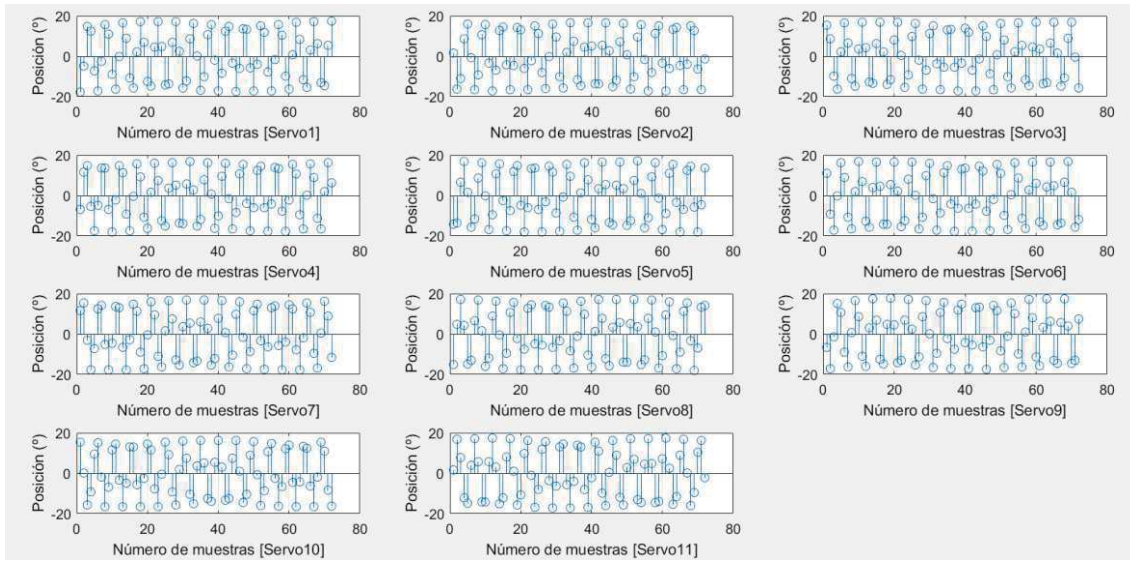 20 20 20
Posición (º) 0 Posición (º) 0 Posición (º) 0
-20 -20 -20
0 20 40 60 80 0 20 40 60 80 0 20 40 60 80
Número de muestras [Servo1] Número de muestras [Servo2] Número de muestras [Servo3]
20 20 20
Posición (º) 0 Posición (º) 0 Posición (º) 0
-20 -20 -20
0 20 40 60 80 0 20 40 60 80 0 20 40 60 80
Número de muestras [Servo4] Número de muestras [Servo5] Número de muestras [Servo6]
20 20 20
Posición (º) 0 Posición (º) 0 Posición (º) 0
-20 -20 -20
0 20 40 60 80 0 20 40 60 80 0 20 40 60 80
Número de muestras [Servo7] Número de muestras [Servo8] Número de muestras [Servo9]
20 20
Posición (º) 0 Posición (º) 0
-20 -20
0 20 40 60 80 0 20 40 60 80
Número de muestras [Servo10] Número de muestras [Servo11]